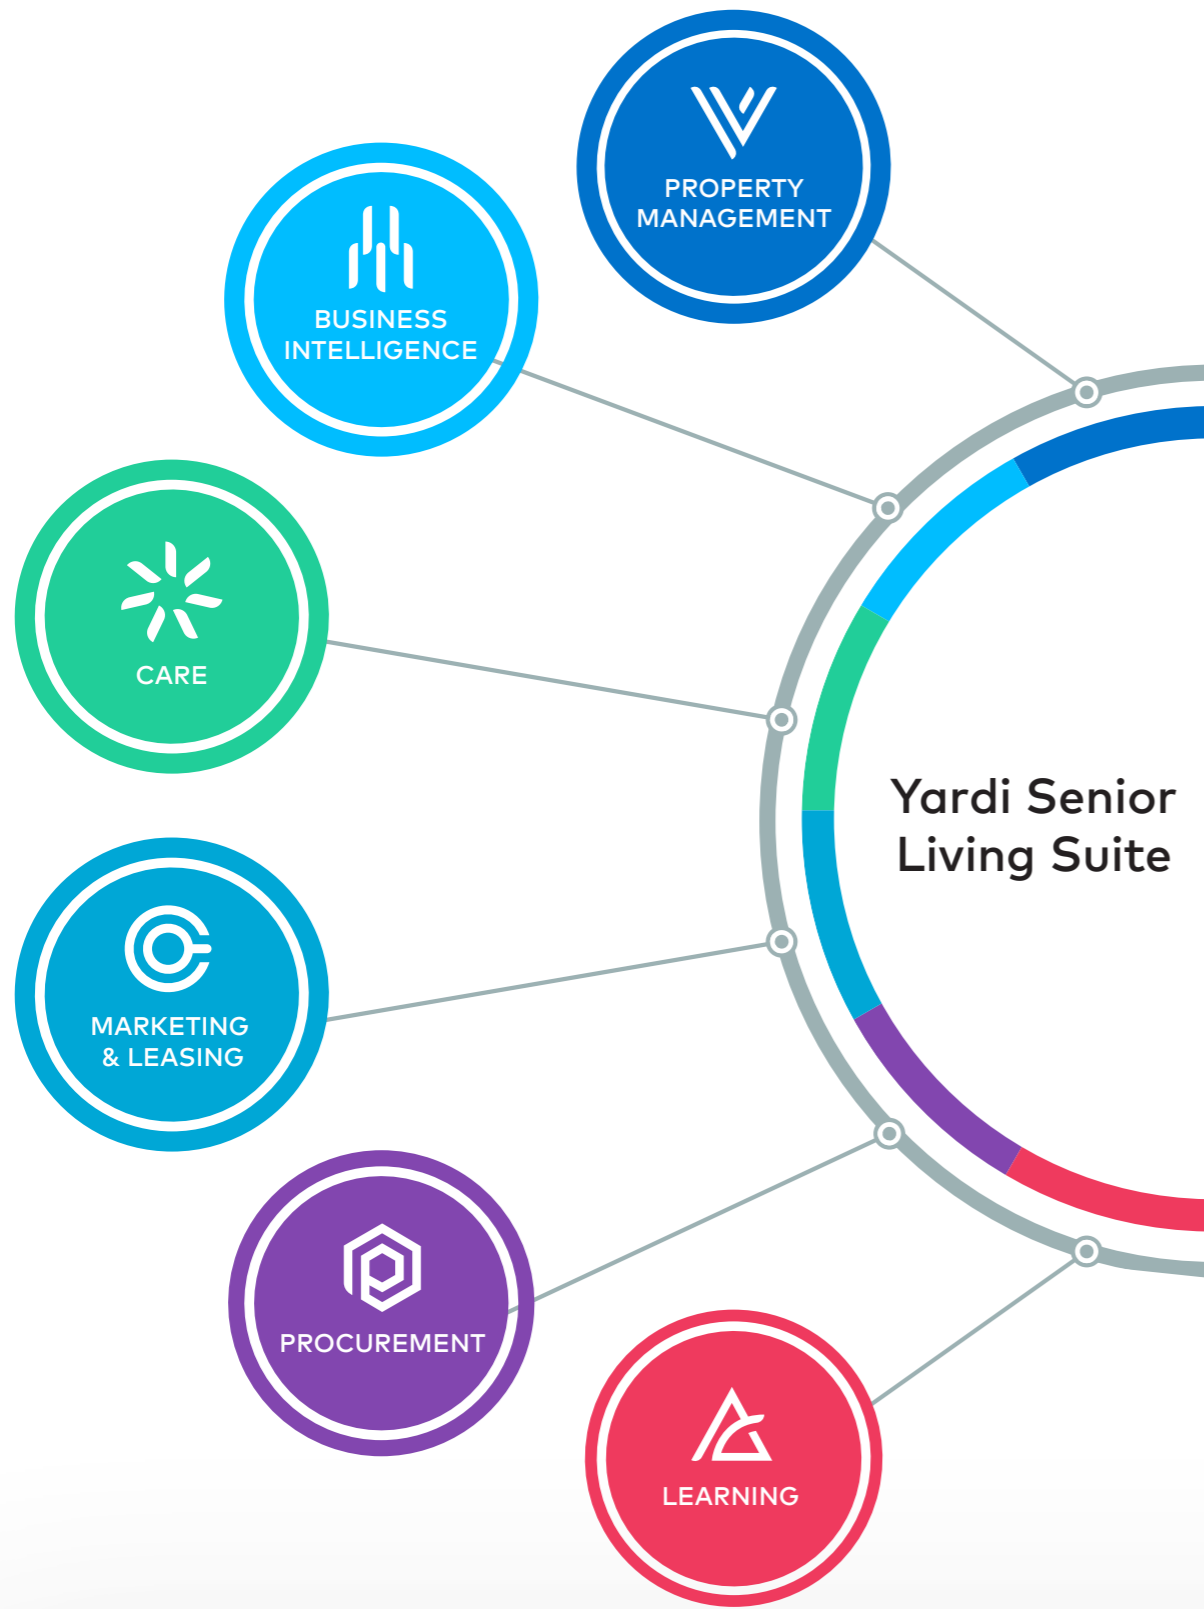 PROPERTY
MANAGEMENT
BUSINESS
INTELLIGENCE
CARE
Yardi Senior
Living Suite
MARKETING
& LEASING
PROCUREMENT
LEARNING